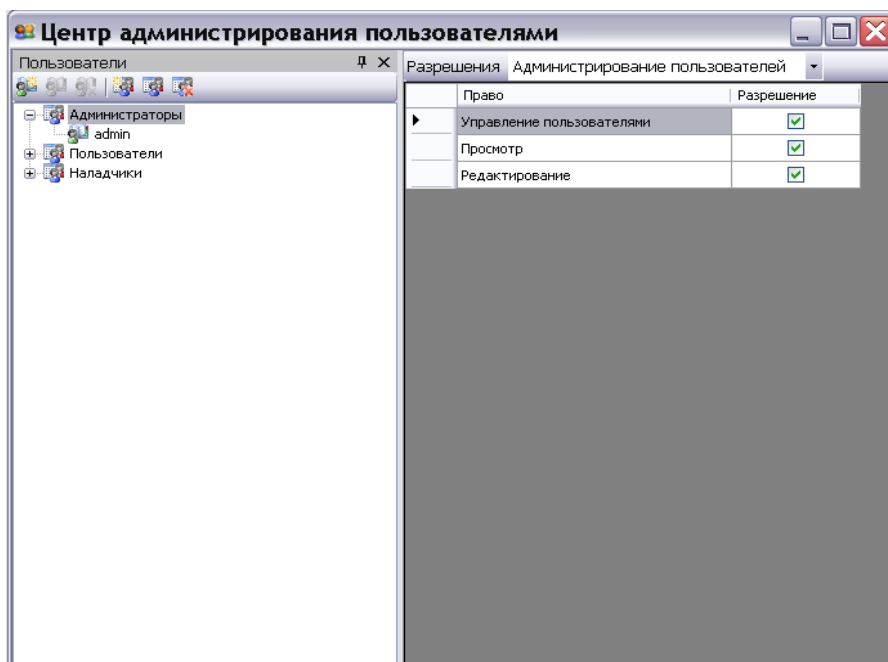 Центр администрирования пользователями
Пользователи
Разрешения Администрирование пользователей
Право Разрешение
Администраторы
admin
Пользователи
Наладчики
Управление пользователями
Просмотр
Редактирование